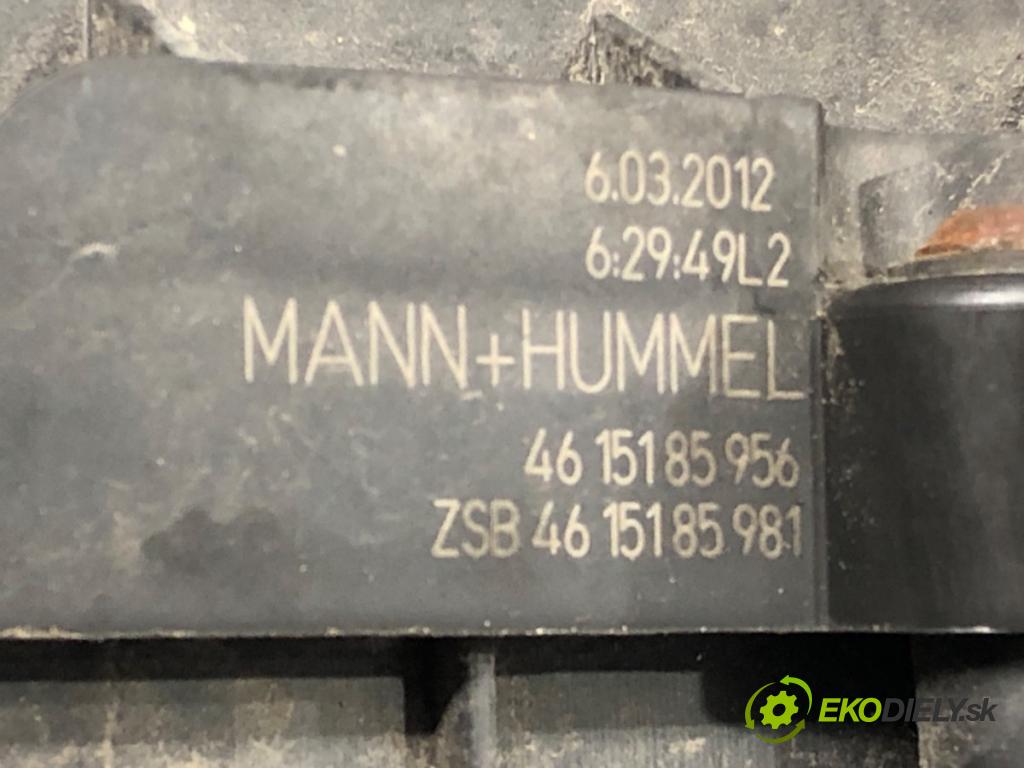 6.03.2012
6:29:49L2
MANN+HUMMEL
46 151 85 956
ZSB 46 151 85 981
EKODIELY.sk